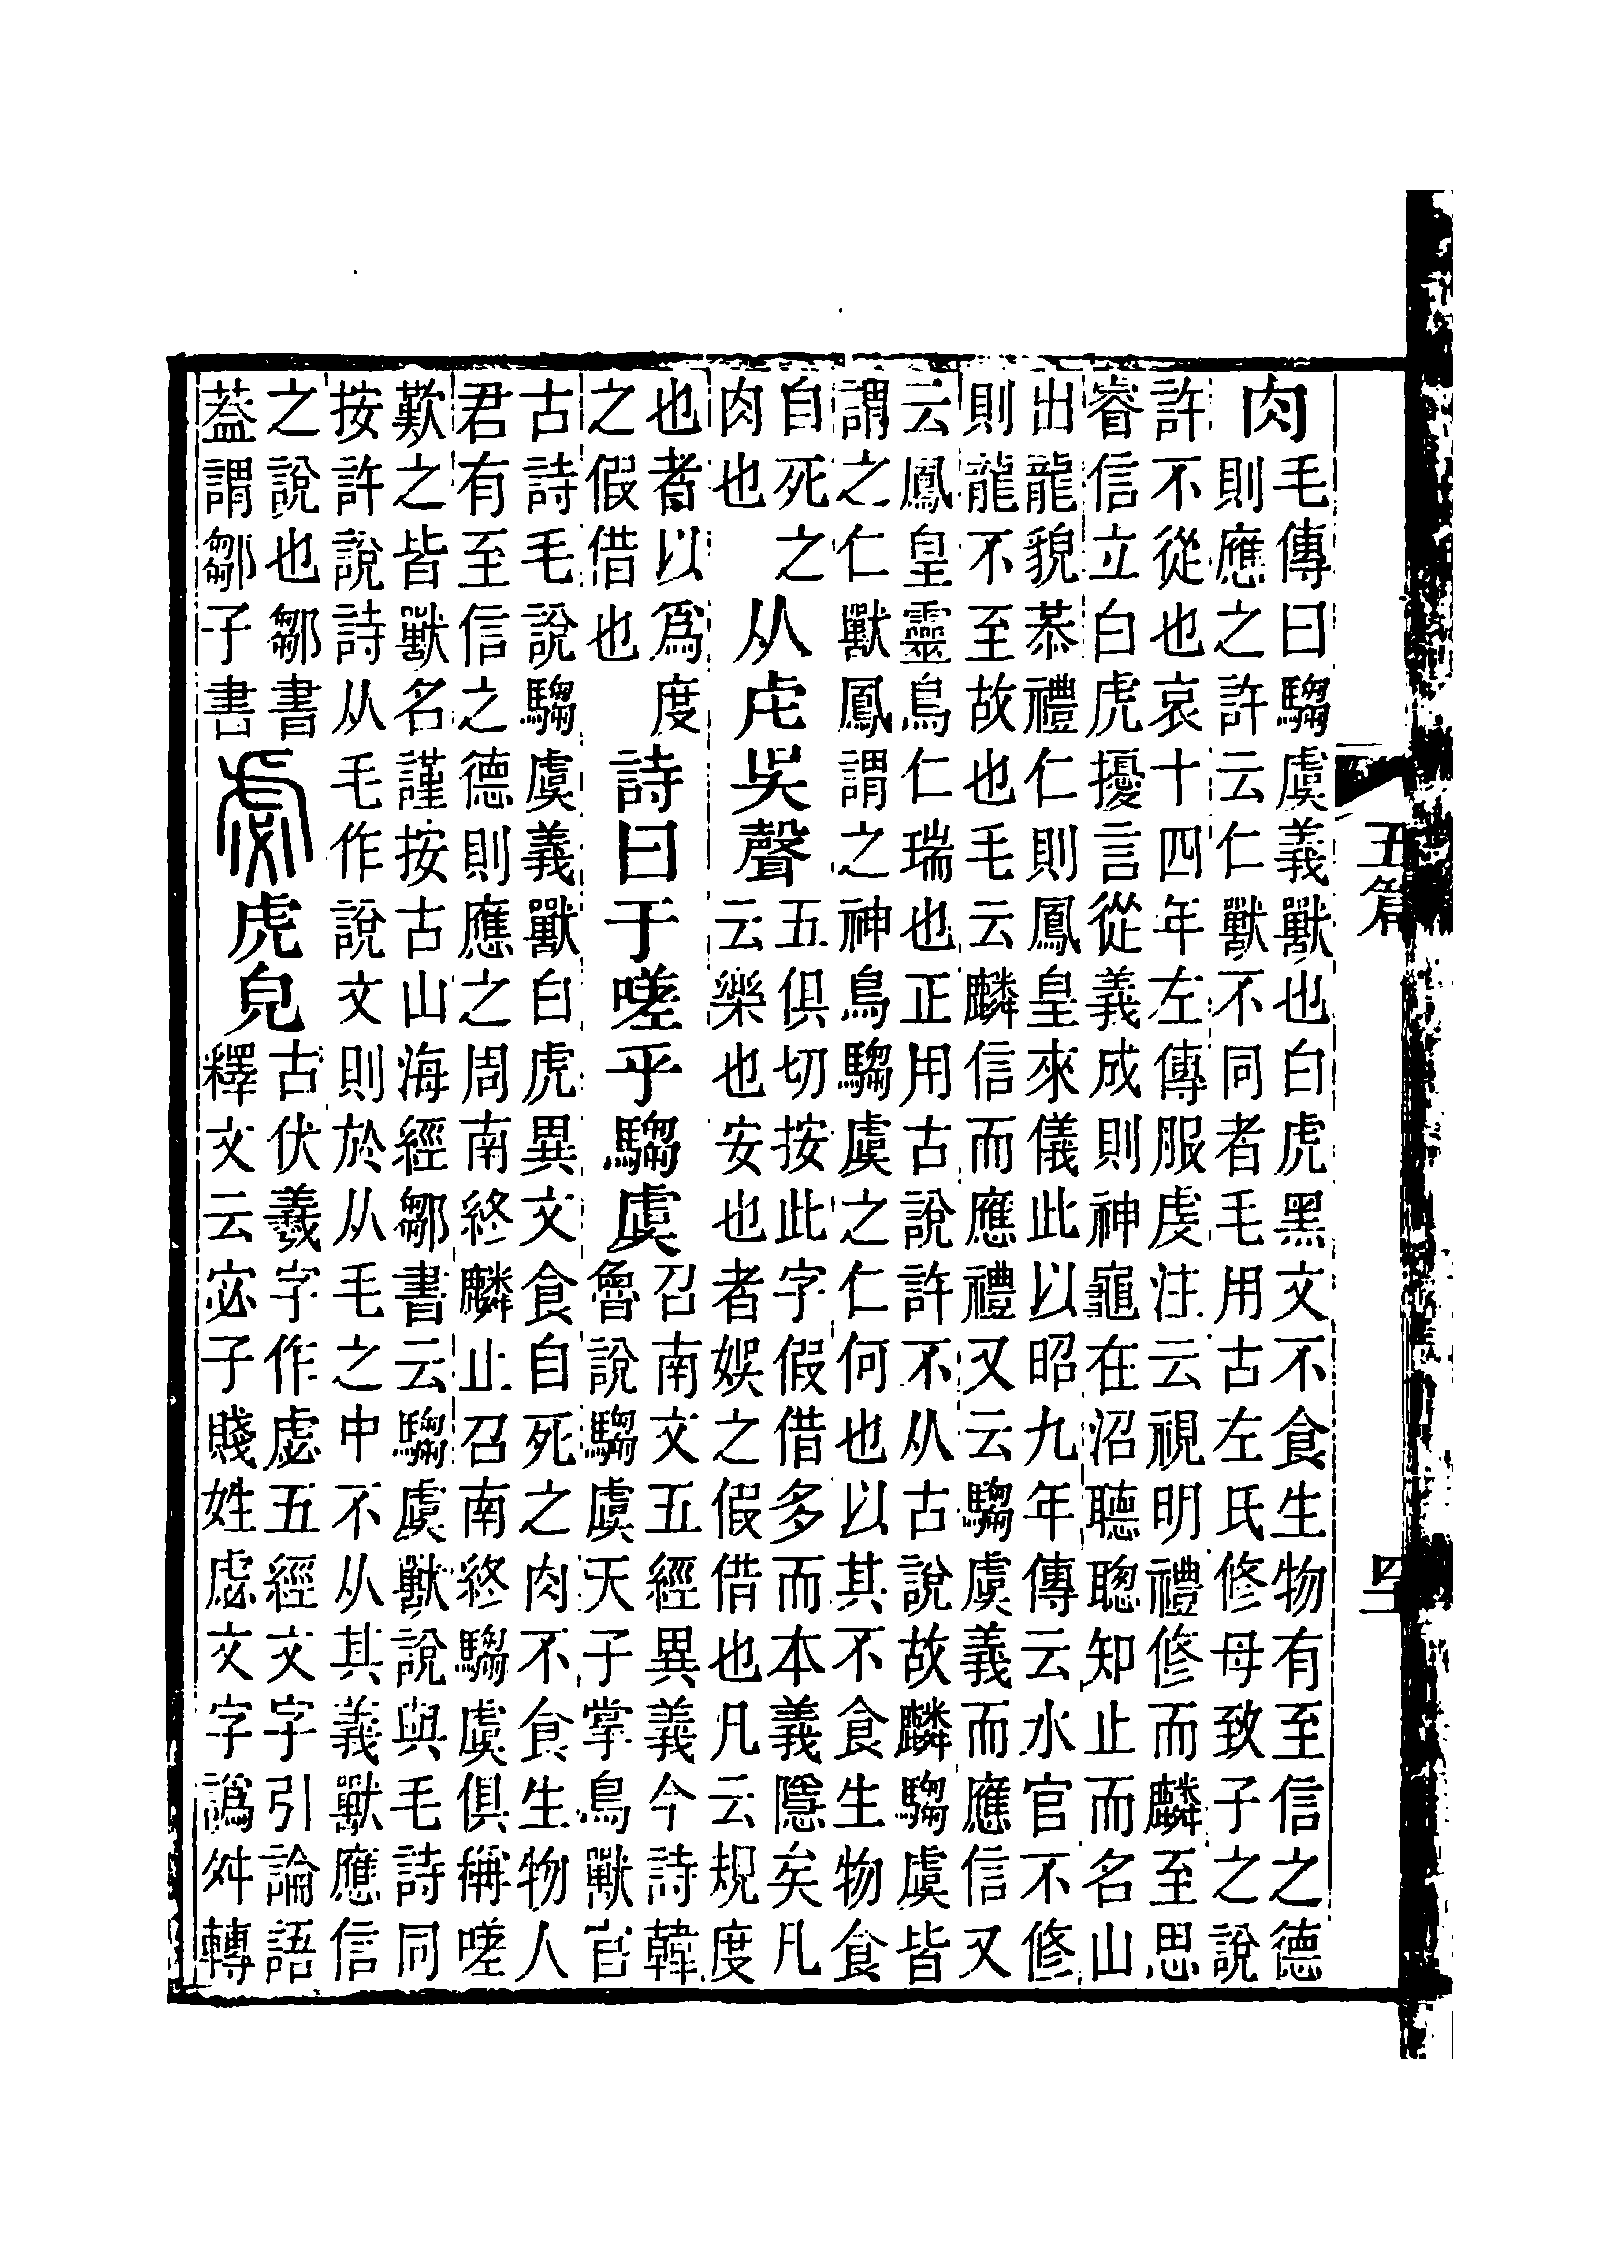 肉
毛傳曰騶虞義獸也白虎黑文不食生物有至信之德
則應之許云仁獸不同者毛用古左氏修母致子之說
許不從也哀十四年左傳服虔注云視明禮修而麟至思
睿信立白虎擾言從義成則神龜在沼聽聰知止而名山
出龍貌恭禮仁則鳳皇來儀此以昭九年傳云水官不修
則龍不至故也毛云麟信而應禮又云騶虞義而應信又
云鳳皇靈鳥仁瑞也正用古說許不从古說故麟騶虞皆
謂之仁獸鳳謂之神鳥騶虞之仁何也以其不食生物食
自死之
肉也
从虍吳聲
五俱切按此字假借多而本義隱矣凡
云樂也安也者娛之假借也凡云規度
也者以爲度
之假借也
詩曰于嗟乎騶虞
召南文五經異義今詩韓
魯說騶虞天子掌鳥獸官
古詩毛說騶虞義獸白虎異文食自死之肉不食生物人
君有至信之德則應之周南終麟止召南終騶虞俱稱嗟
歎之皆獸名謹按古山海經鄒書云騶虞獸說與毛詩同
按許說詩从毛作說文則於从毛之中不从其義獸應信
之說也鄒書
葢謂鄒子書
虙虎皃
古伏羲字作虙五經文字引論語
釋文云宓子賤姓虙文字譌舛轉
五篇